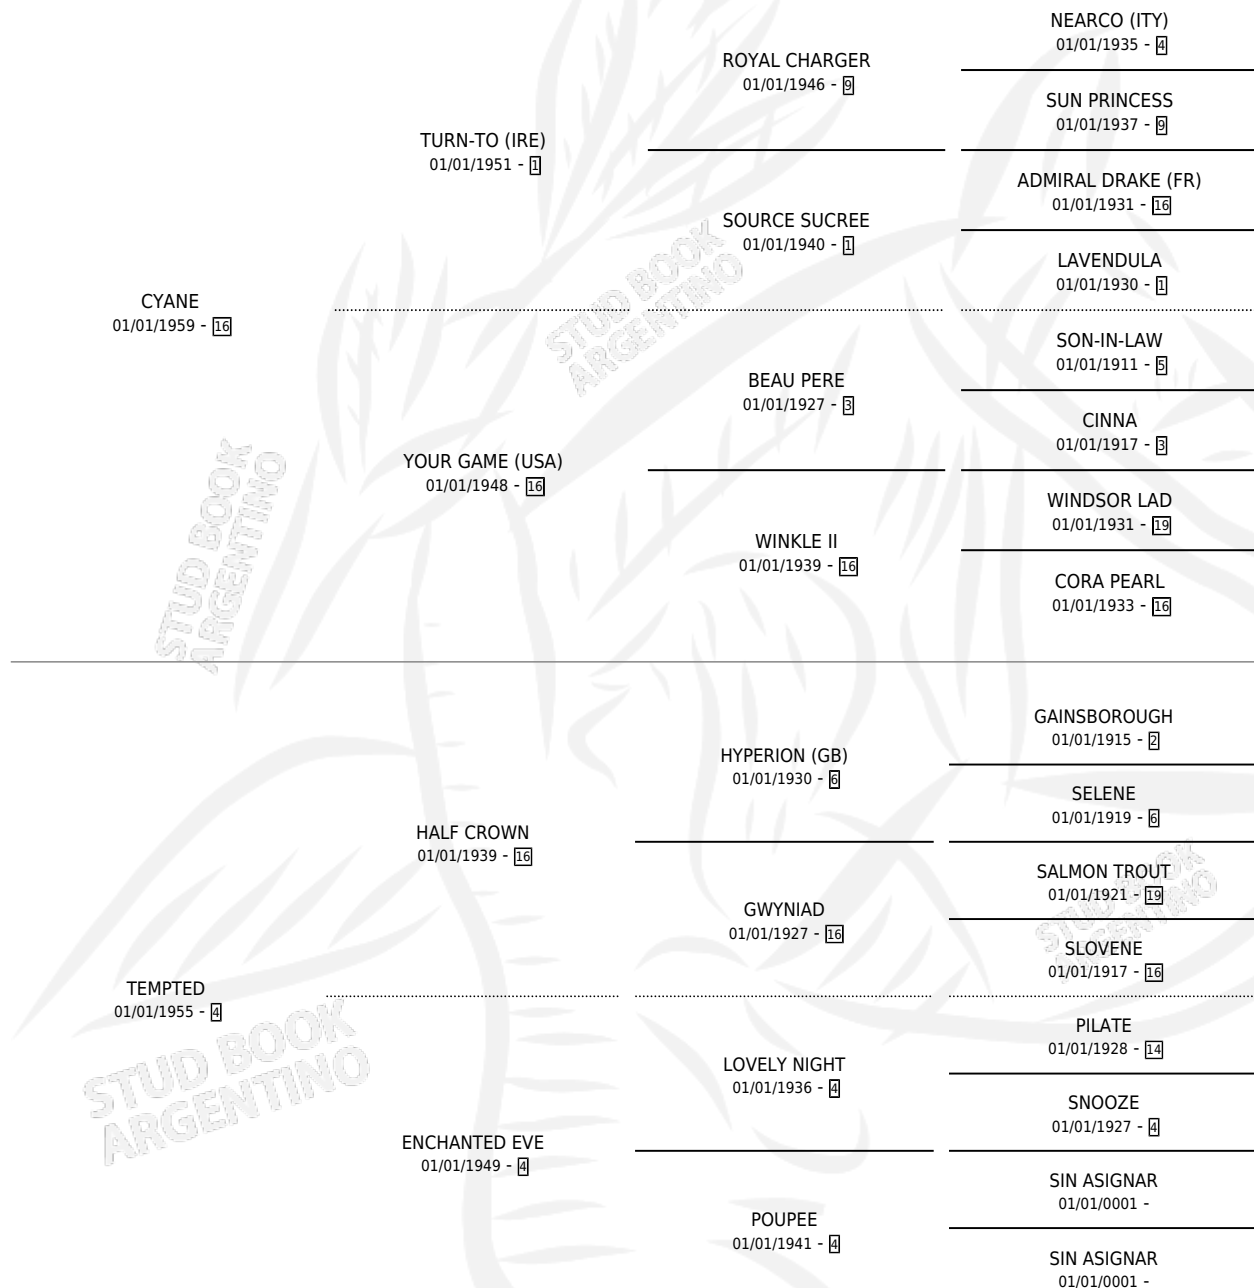 NEARCO (ITY)
01/01/1935 - 4
ROYAL CHARGER
01/01/1946 - 9
SUN PRINCESS
01/01/1937 - 9
TURN-TO (IRE)
01/01/1951 - 1
ADMIRAL DRAKE (FR)
01/01/1931 - 16
SOURCE SUCREE
01/01/1940 - 1
LAVENDULA
01/01/1930 - 1
CYANE
01/01/1959 - 16
SON-IN-LAW
01/01/1911 - 5
BEAU PERE
01/01/1927 - 3
CINNA
01/01/1917 - 3
YOUR GAME (USA)
01/01/1948 - 16
WINDSOR LAD
01/01/1931 - 19
WINKLE II
01/01/1939 - 16
CORA PEARL
01/01/1933 - 16
GAINSBOROUGH
01/01/1915 - 2
HYPERION (GB)
01/01/1930 - 6
SELENE
01/01/1919 - 6
HALF CROWN
01/01/1939 - 16
SALMON TROUT
01/01/1921 - 19
GWYNIAD
01/01/1927 - 16
SLOVENE
01/01/1917 - 16
TEMPTED
01/01/1955 - 4
PILATE
01/01/1928 - 14
LOVELY NIGHT
01/01/1936 - 4
SNOOZE
01/01/1927 - 4
ENCHANTED EVE
01/01/1949 - 4
SIN ASIGNAR
01/01/0001 -
POUPEE
01/01/1941 - 4
SIN ASIGNAR
01/01/0001 -
STUD BOOK
ARGENTINO
STUD BOOK
ARGENTINO
STUD BOOK
ARGENTINO
STUD BOOK
ARGENTINO